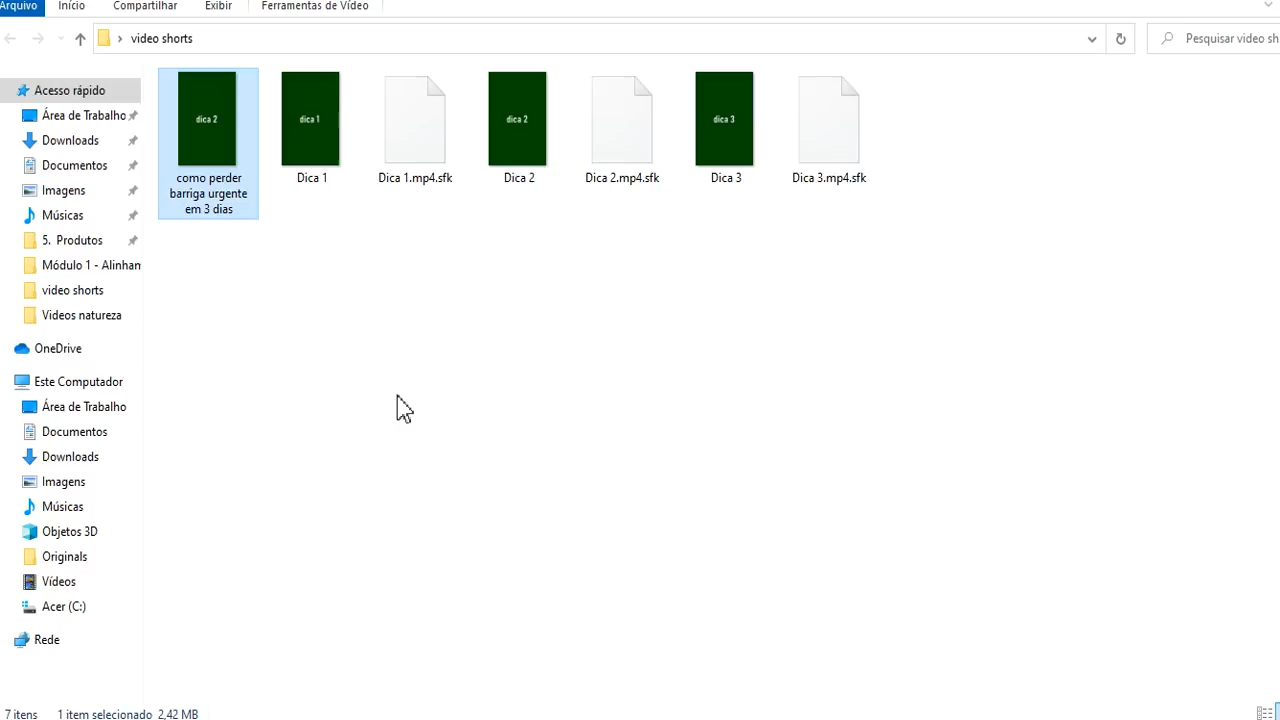 Arquivo Início Compartilhar Exibir Ferramentas de Vídeo
video shorts
Pesquisar video sh
Acesso rápido
Área de Trabalho
Downloads
Documentos
Imagens
Músicas
5. Produtos
Módulo 1 - Alinham
video shorts
Videos natureza
OneDrive
Este Computador
Área de Trabalho
Documentos
Downloads
Imagens
Músicas
Objetos 3D
Originals
Vídeos
Acer (C:)
Rede
dica 2
como perder
barriga urgente
em 3 dias
dica 1
Dica 1
Dica 1.mp4.sfk
dica 2
Dica 2
Dica 2.mp4.sfk
dica 3
Dica 3
Dica 3.mp4.sfk
7 itens 1 item selecionado 2,42 MB